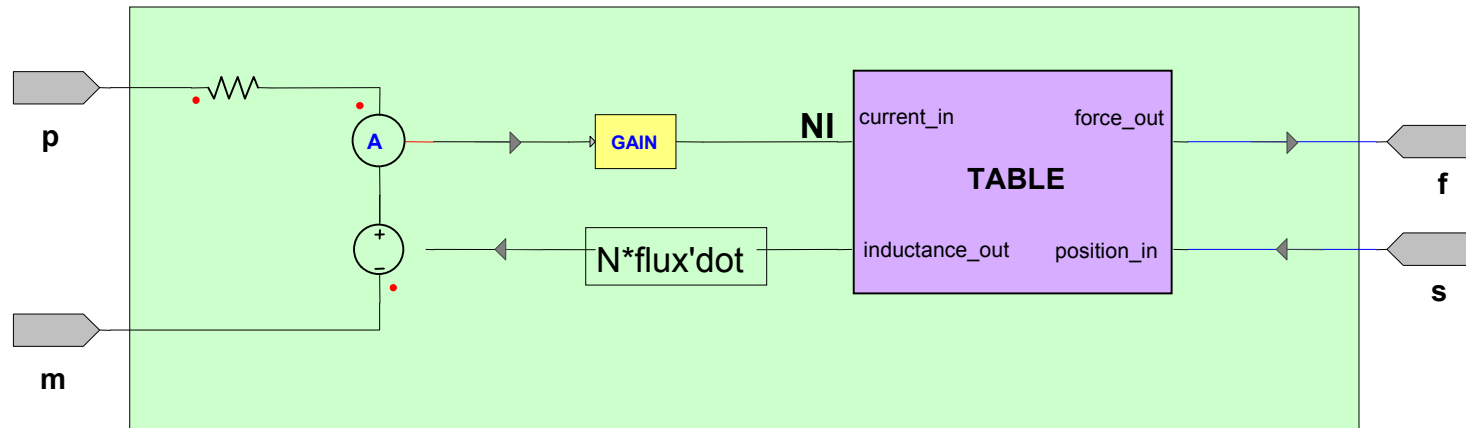 p
A
GAIN
NI
current_in
force_out
TABLE
f
+
−
N*flux'dot
inductance_out
position_in
s
m